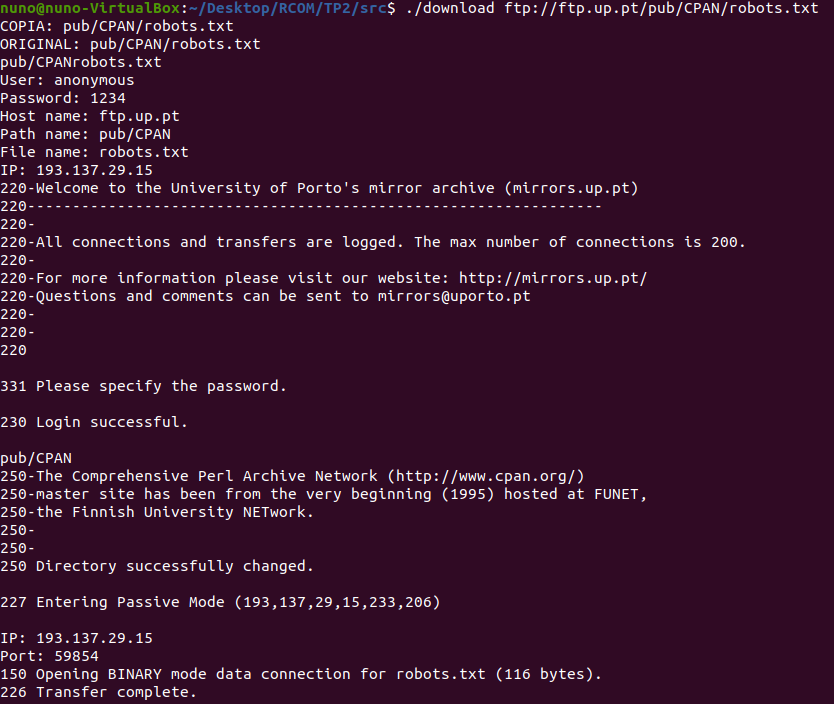 nuno@nuno-VirtualBox:~/Desktop/RCOM/TP2/src$ ./download ftp://ftp.up.pt/pub/CPAN/robots.txt
COPIA: pub/CPAN/robots.txt
ORIGINAL: pub/CPAN/robots.txt
pub/CPANrobots.txt
User: anonymous
Password: 1234
Host name: ftp.up.pt
Path name: pub/CPAN
File name: robots.txt
IP: 193.137.29.15
220-Welcome to the University of Porto's mirror archive (mirrors.up.pt)
220----------------------------------------------------------------
220-
220-All connections and transfers are logged. The max number of connections is 200.
220-
220-For more information please visit our website: http://mirrors.up.pt/
220-Questions and comments can be sent to mirrors@uporto.pt
220-
220-
220
331 Please specify the password.
230 Login successful.
pub/CPAN
250-The Comprehensive Perl Archive Network (http://www.cpan.org/)
250-master site has been from the very beginning (1995) hosted at FUNET,
250-the Finnish University NETwork.
250-
250-
250 Directory successfully changed.
227 Entering Passive Mode (193,137,29,15,233,206)
IP: 193.137.29.15
Port: 59854
150 Opening BINARY mode data connection for robots.txt (116 bytes).
226 Transfer complete.